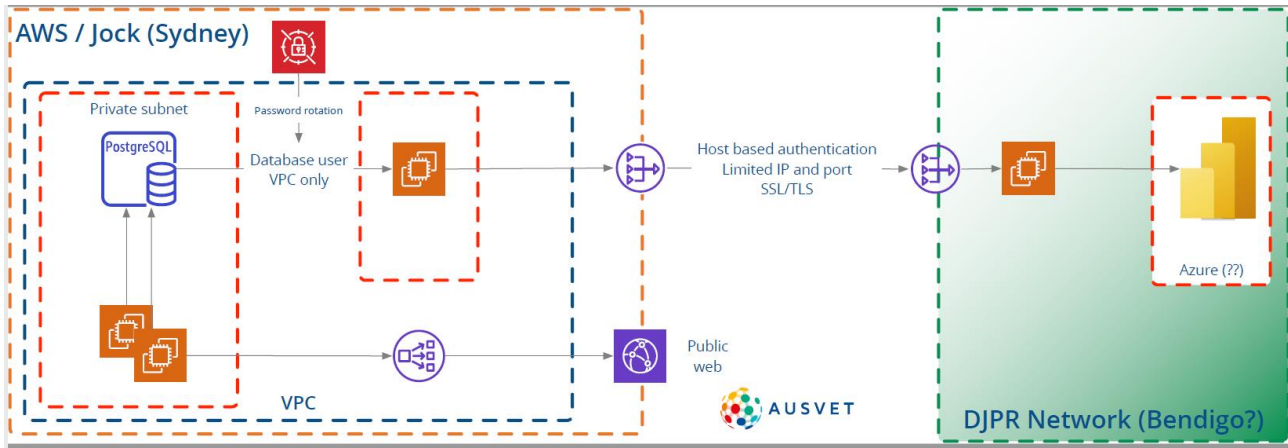 AWS / Jock (Sydney)
Private subnet
PostgreSQL
Password rotation
Database user
VPC only
VPC
Host based authentication
Limited IP and port
SSL/TLS
Public
web
AUSVET
Azure (??)
DJPR Network (Bendigo?)